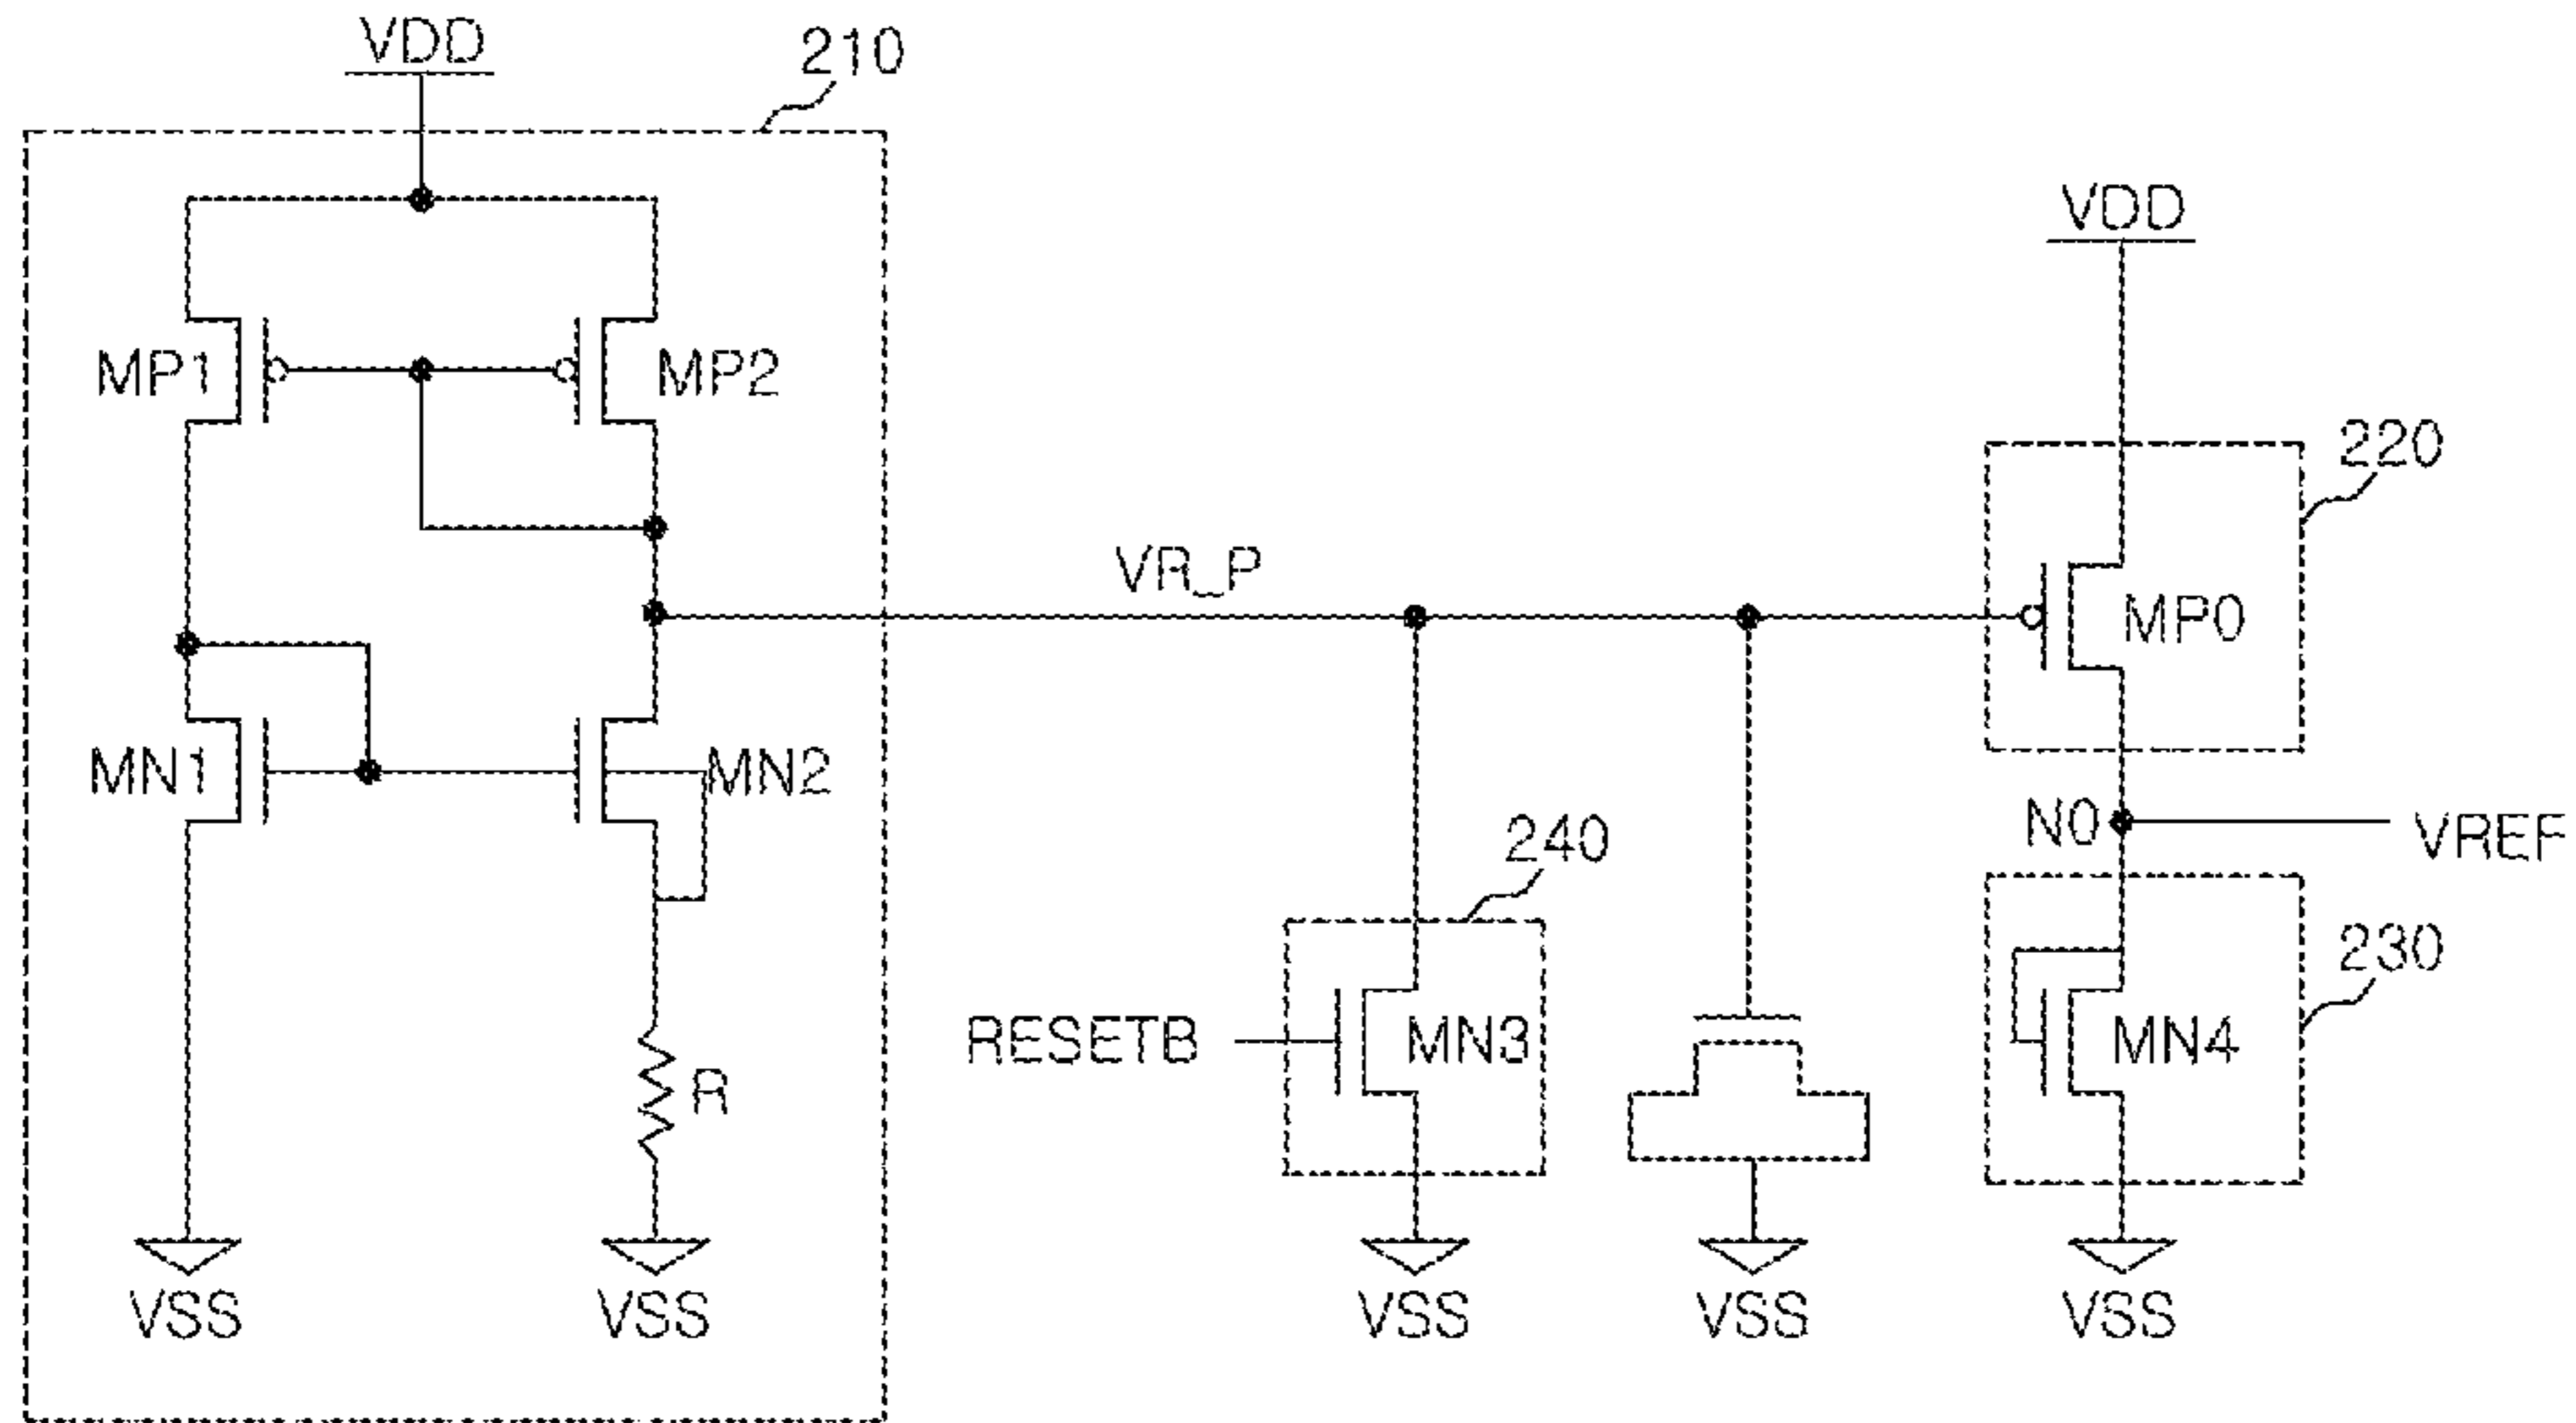 VDD
210
VDD
MP1
MP2
220
VR_P
MP0
MN1
MN2
240
N0
VREF
230
RESETB
MN3
MN4
R
VSS
VSS
VSS
VSS
VSS